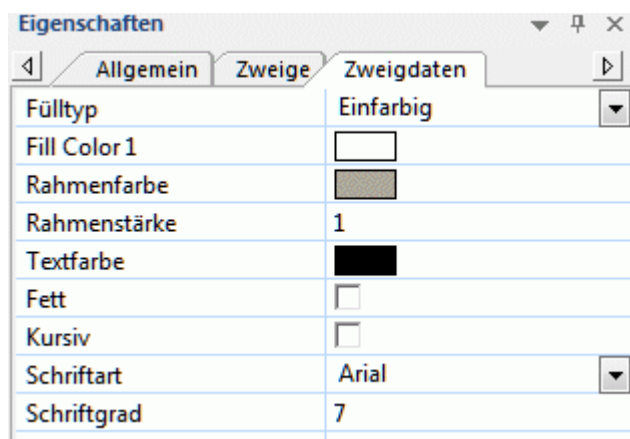 Eigenschaften
Allgemein Zweige Zweigdaten
Fülltyp Einfarbig
Fill Color 1
Rahmenfarbe
Rahmenstärke 1
Textfarbe
Fett
Kursiv
Schriftart Arial
Schriftgrad 7